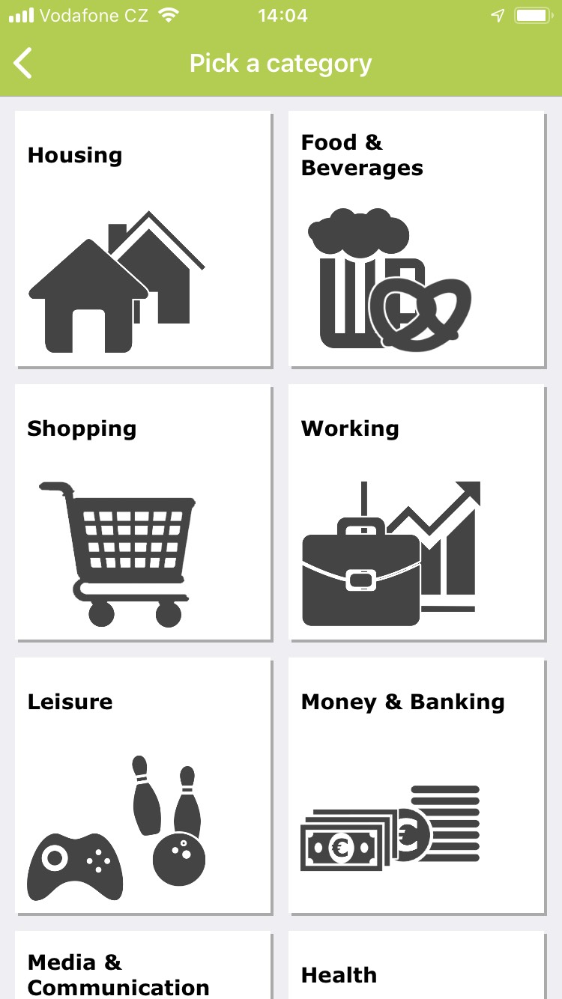 Vodafone CZ 14:04
Pick a category
Housing
Food &
Beverages
Shopping
Working
Leisure
Money & Banking
€ €
Media &
Communication
Health